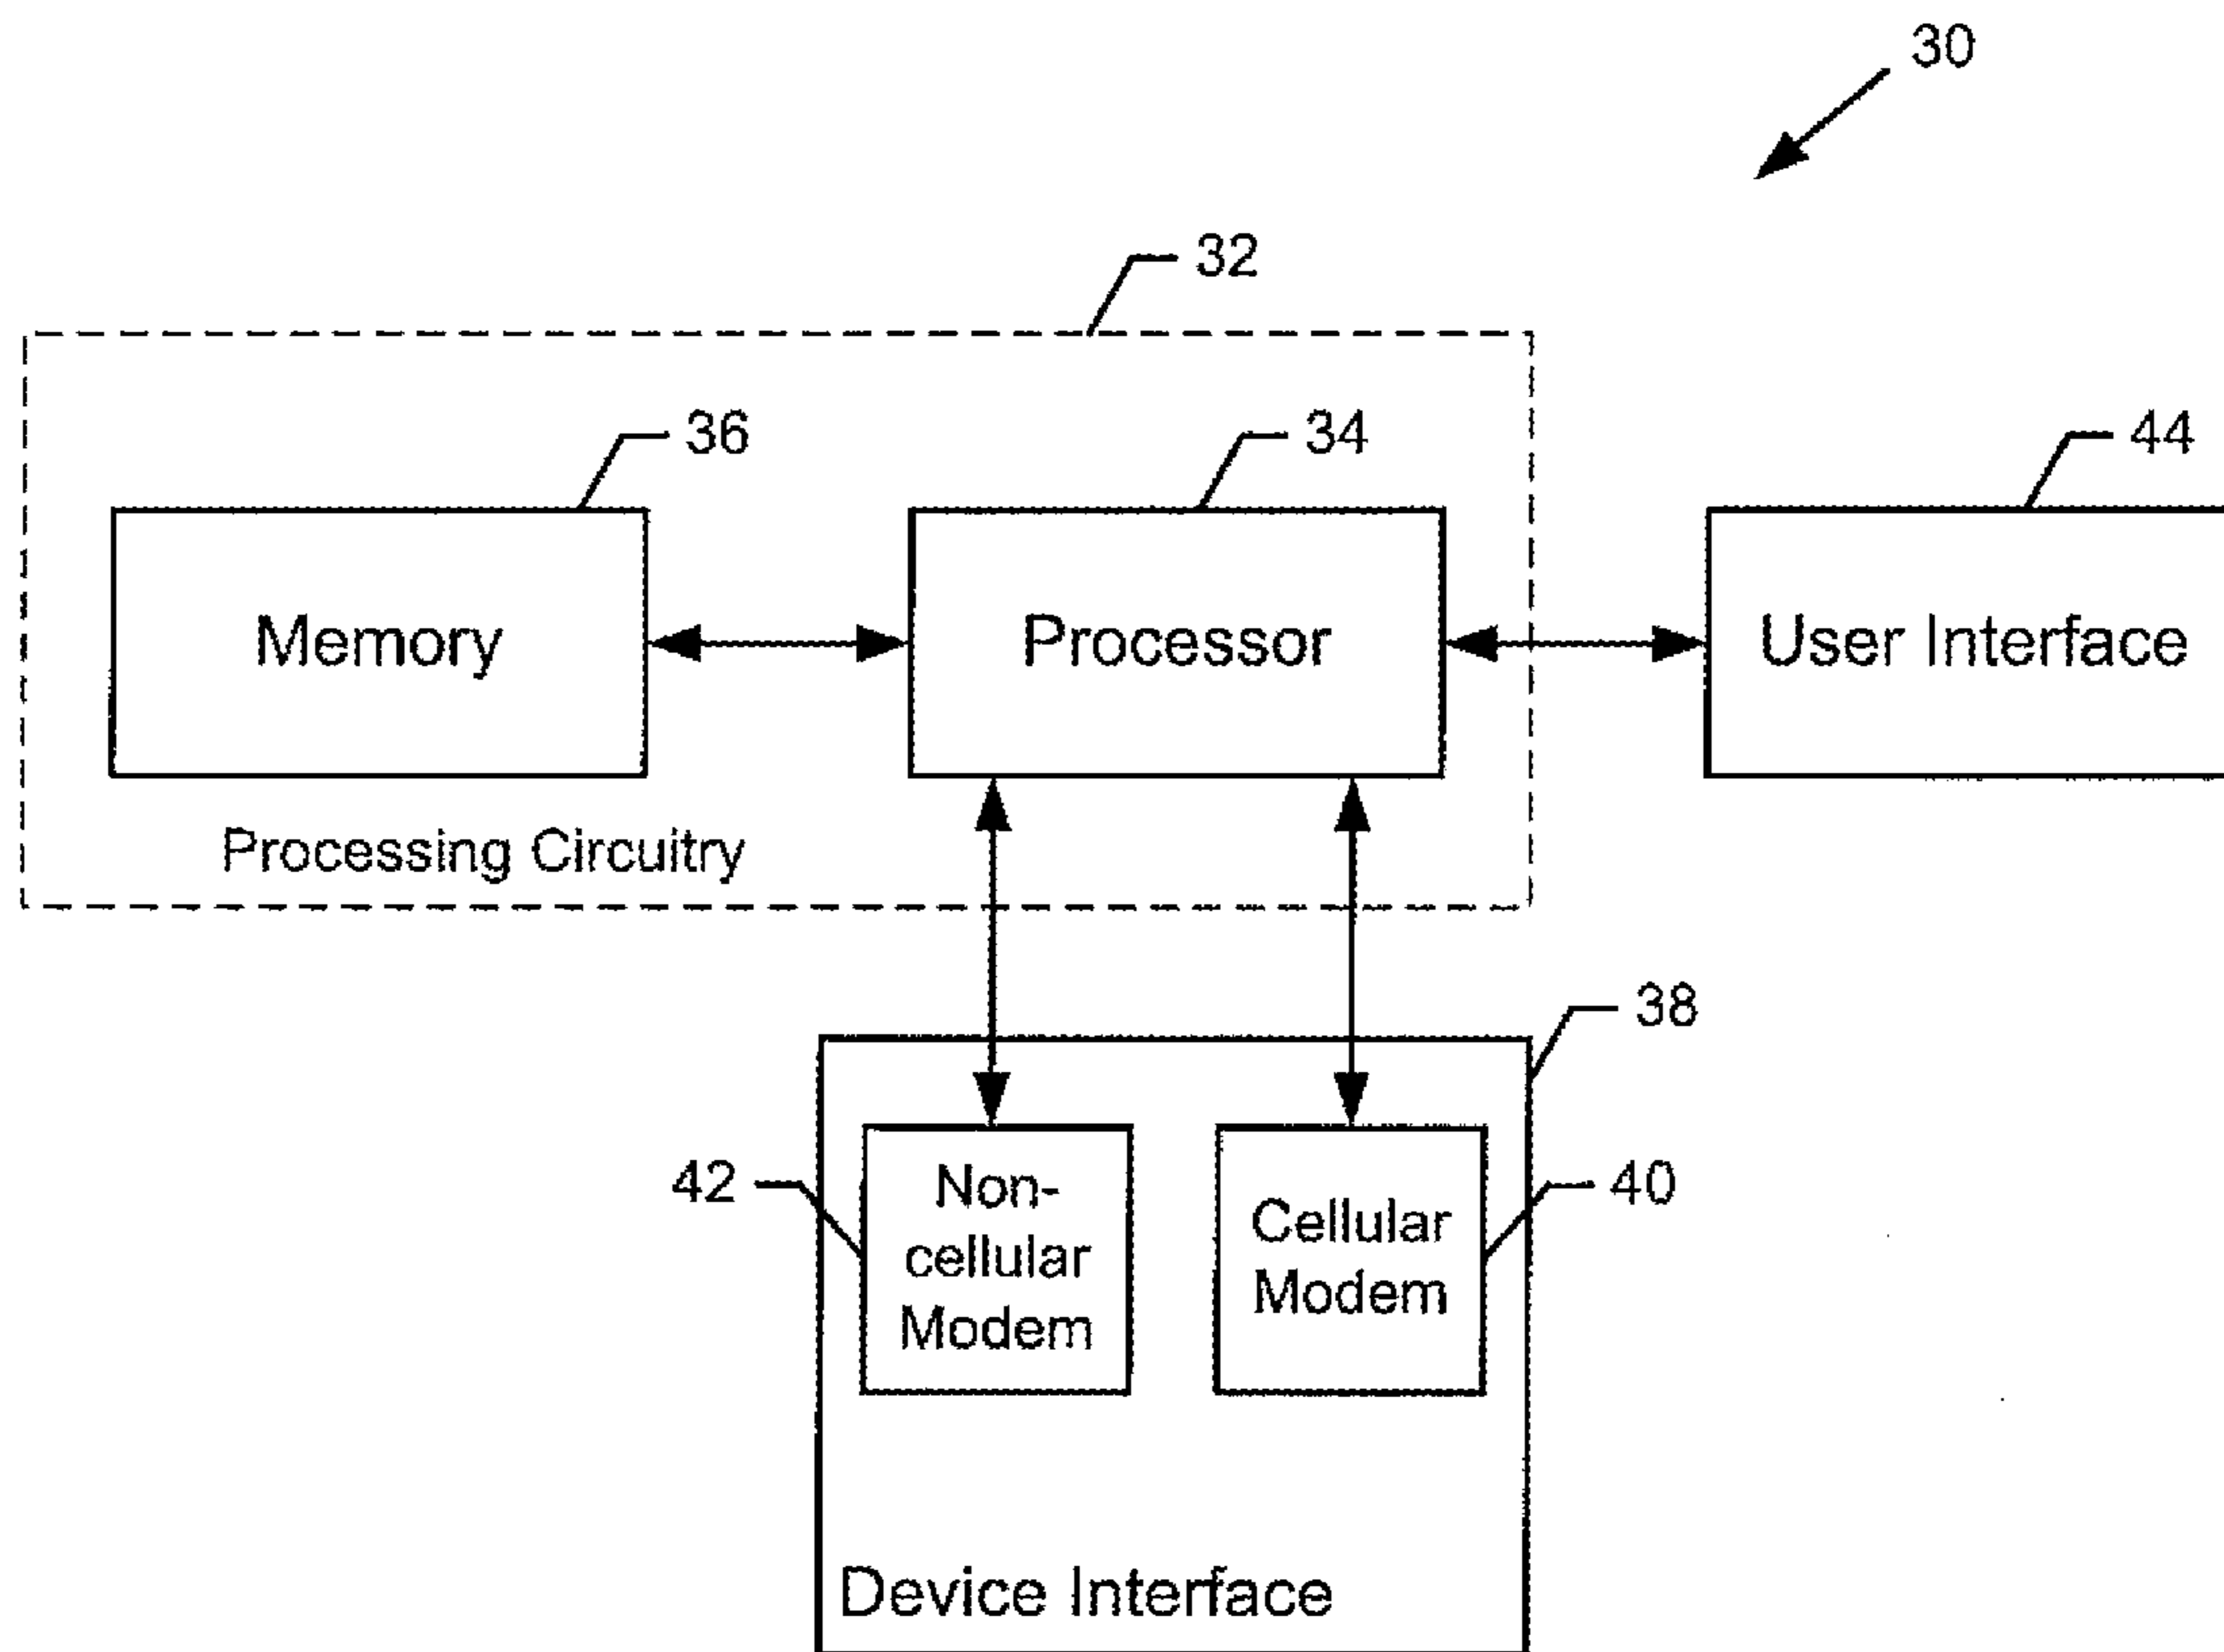 30
32
36
34
44
Memory
Processor
User Interface
Processing Circuitry
38
42
Non-
cellular
Modem
Cellular
Modem
40
Device Interface